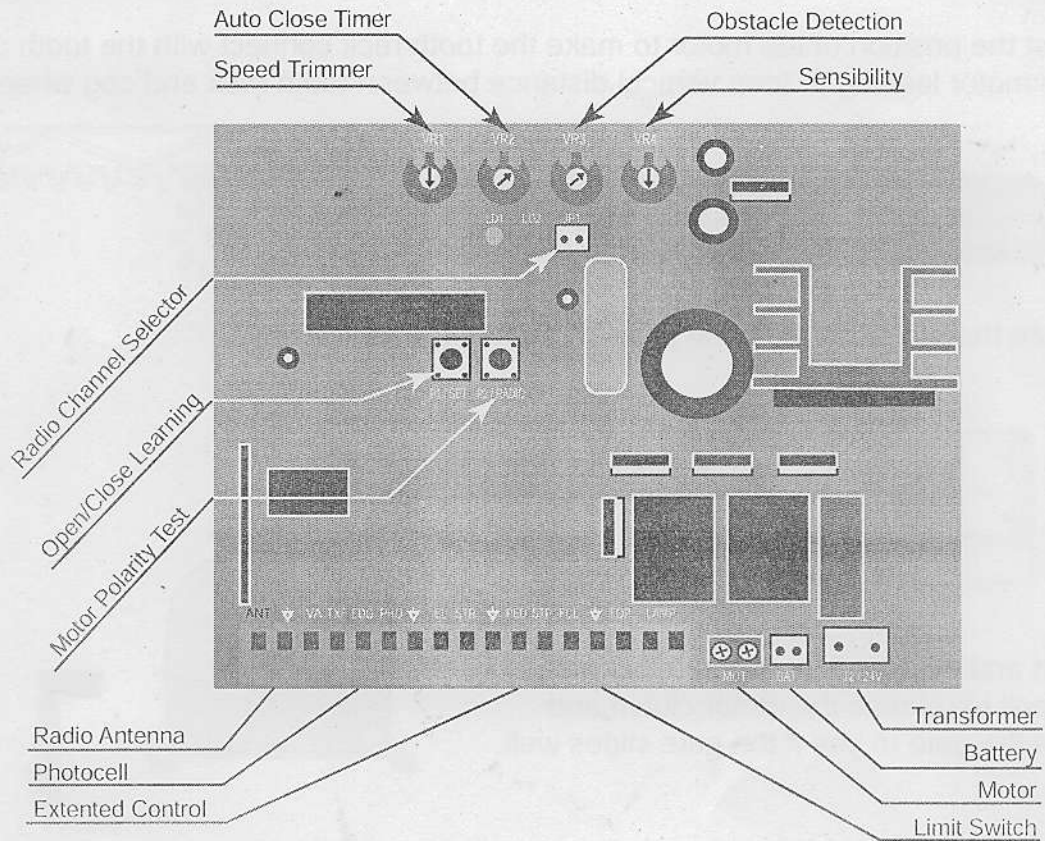 Auto Close Timer
Obstacle Detection
Speed Trimmer
Sensibility
VR1 VR2 VR3 VR4
LD1 LD2 JP1
Radio Channel Selector
Open/Close Learning
Motor Polarity Test
ANT VA TXF EDG PHO EL STR PED STR FCL FOP LAMP
MOT BAT J2/24V
Radio Antenna
Photocell
Extented Control
Transformer
Battery
Motor
Limit Switch